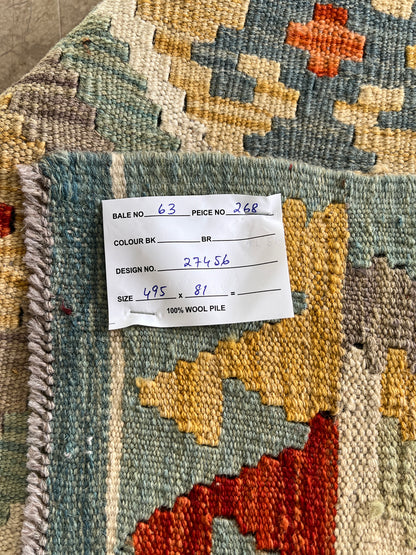 BALE NO. 63 PEICE NO 268
COLOUR BK. BR.
DESIGN NO. 27456
SIZE 495 x 81 =
100% WOOL PILE